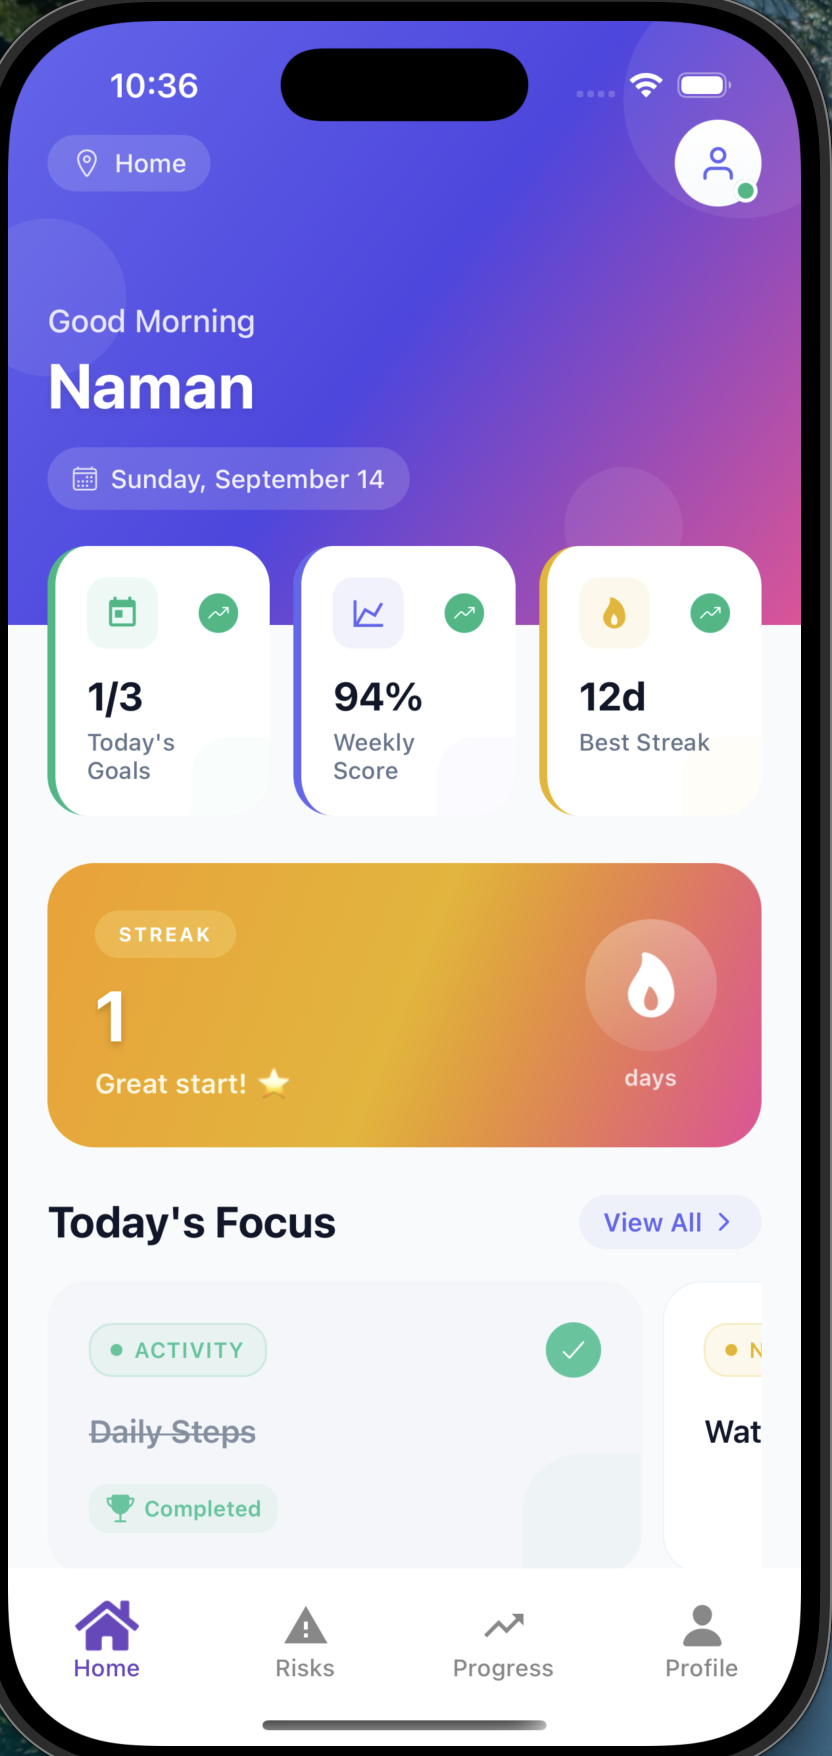 10:36
Home
Good Morning
Naman
Sunday, September 14
1/3
Today's
Goals
94%
Weekly
Score
12d
Best Streak
STREAK
1
Great start! ⭐
days
Today's Focus
View All
ACTIVITY
Daily Steps
Completed
N
Wat
Home
Risks
Progress
Profile